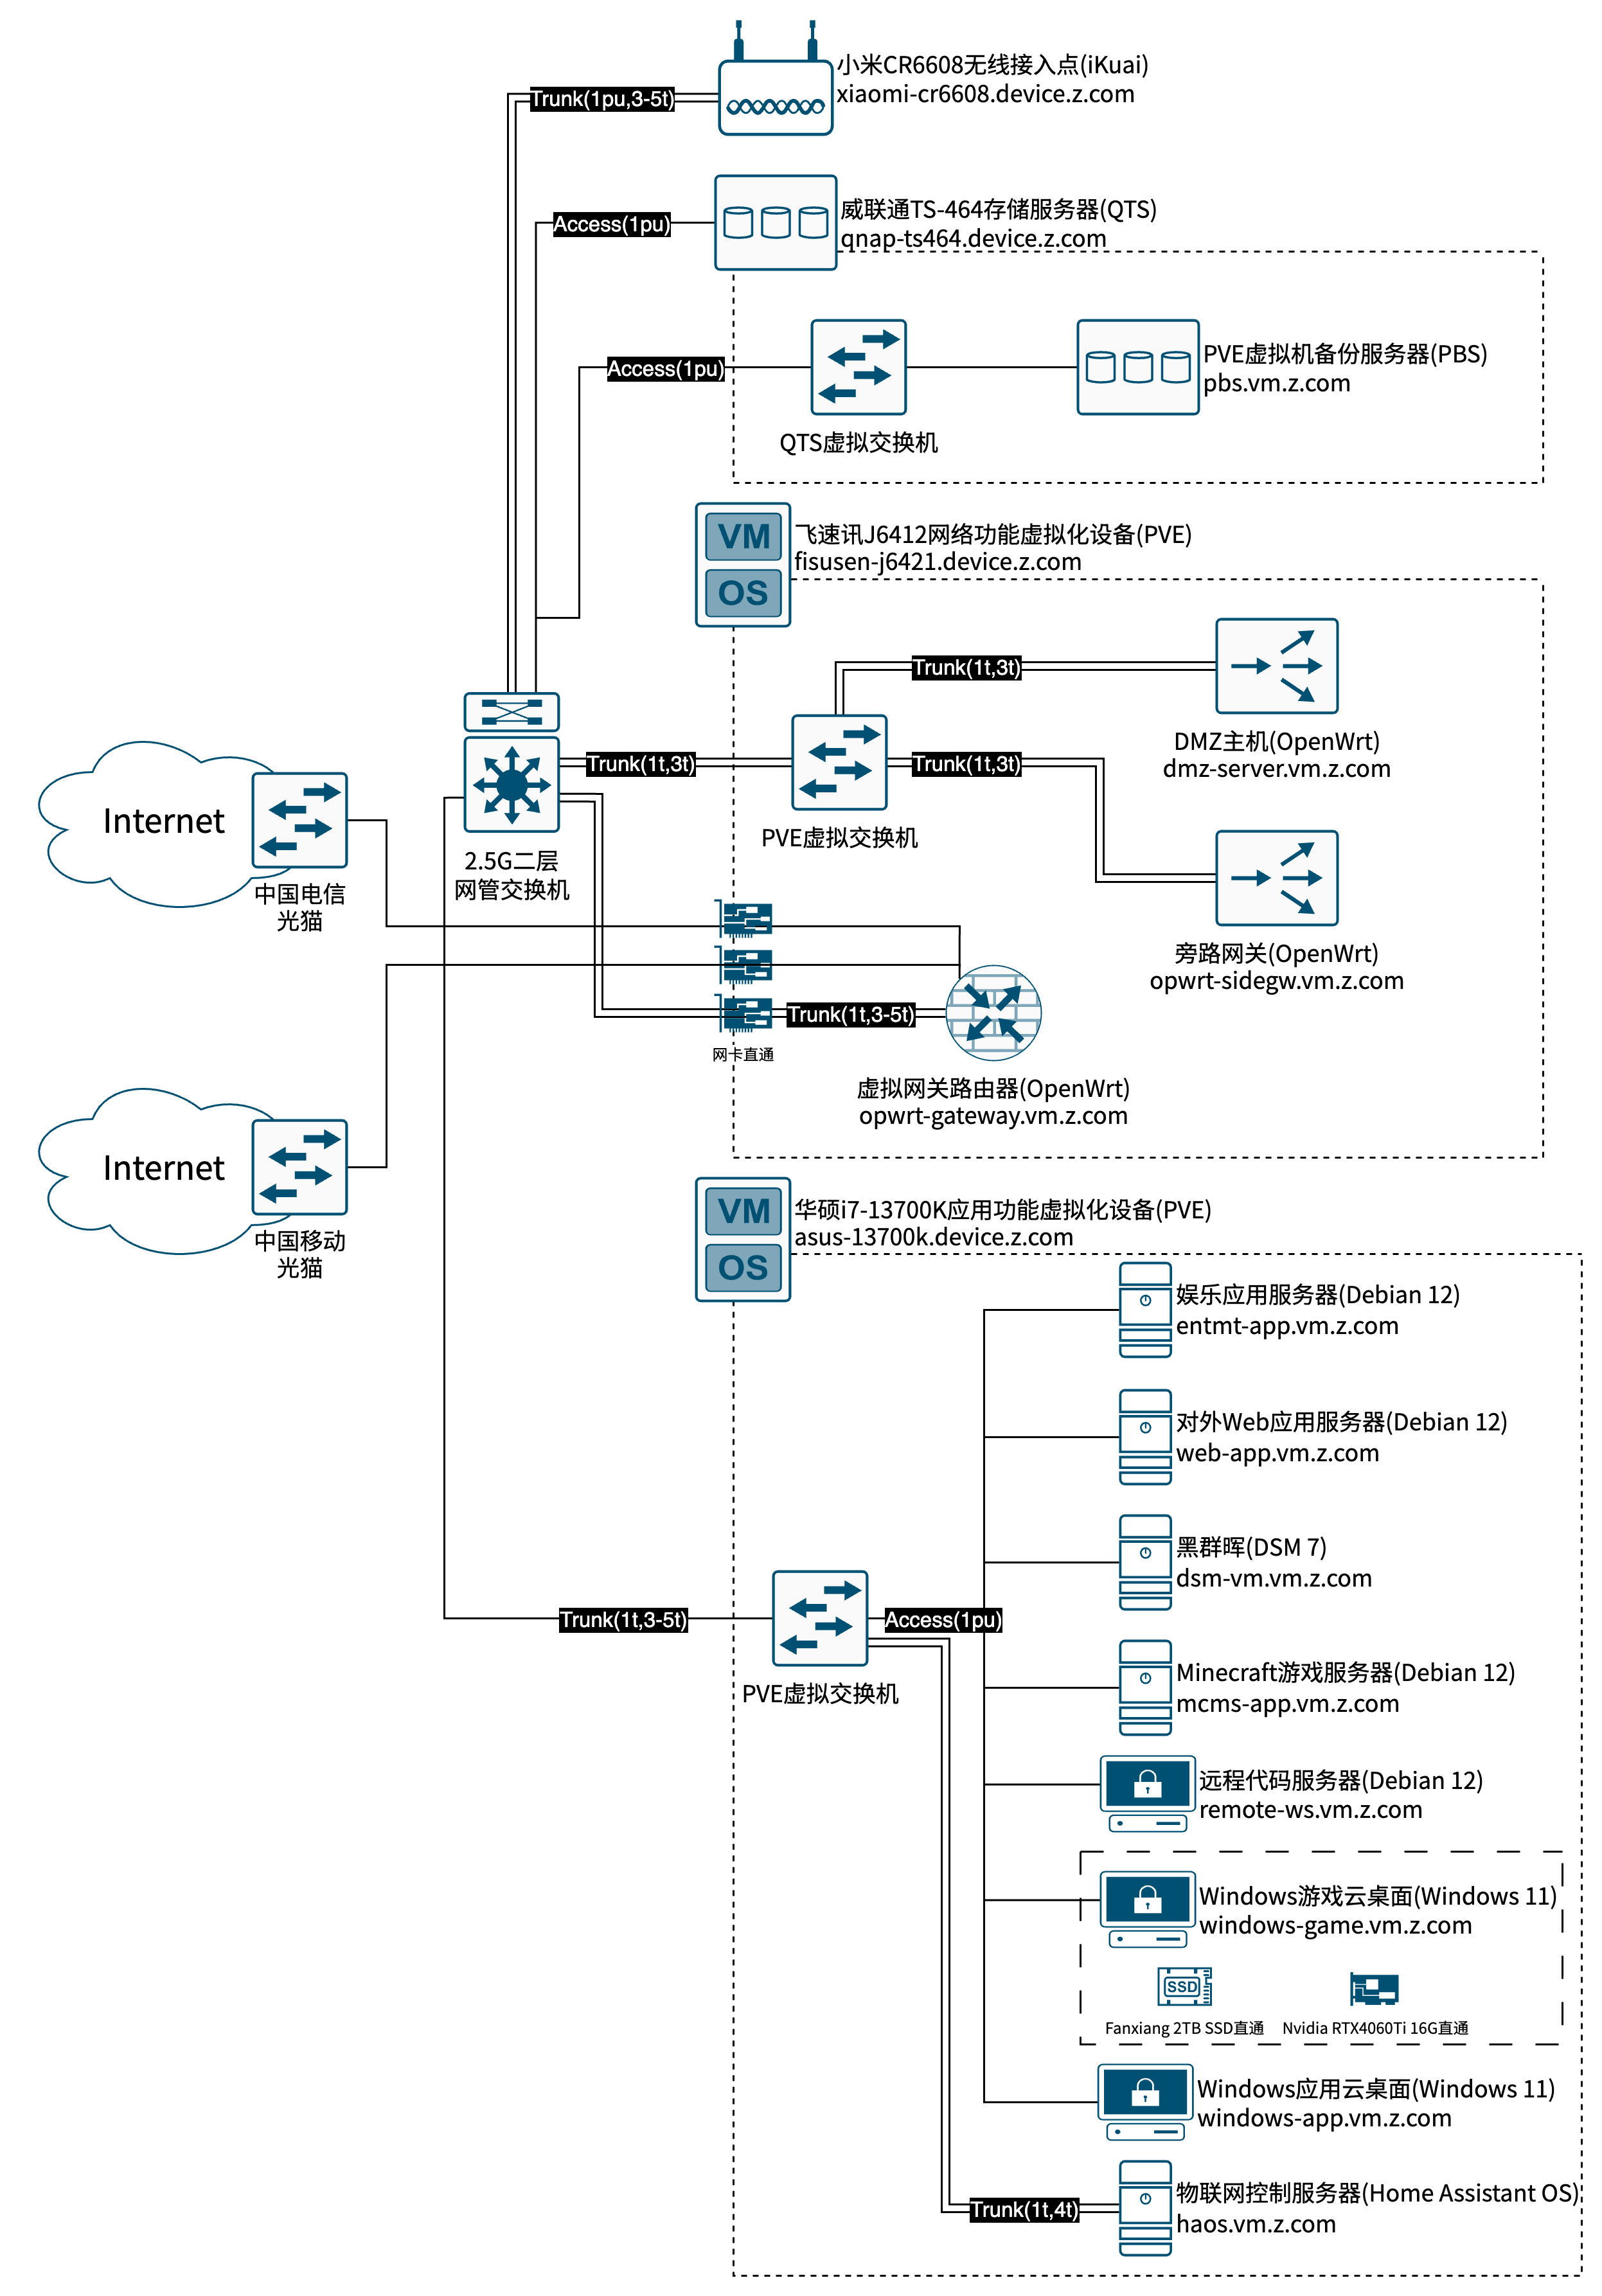 小米CR6608无线接入点(iKuai)
xiaomi-cr6608.device.z.com
Trunk(1pu,3-5t)
威联通TS-464存储服务器(QTS)
qnap-ts464.device.z.com
Access(1pu)
Access(1pu)
PVE虚拟机备份服务器(PBS)
pbs.vm.z.com
QTS虚拟交换机
VM
OS
飞速讯J6412网络功能虚拟化设备(PVE)
fisusen-j6421.device.z.com
Trunk(1t,3t)
DMZ主机(OpenWrt)
dmz-server.vm.z.com
Trunk(1t,3t)
Trunk(1t,3t)
PVE虚拟交换机
2.5G二层
网管交换机
Internet
中国电信
光猫
旁路网关(OpenWrt)
opwrt-sidegw.vm.z.com
Trunk(1t,3-5t)
网卡直通
虚拟网关路由器(OpenWrt)
opwrt-gateway.vm.z.com
Internet
中国移动
光猫
VM
OS
华硕i7-13700K应用功能虚拟化设备(PVE)
asus-13700k.device.z.com
娱乐应用服务器(Debian 12)
entmt-app.vm.z.com
对外Web应用服务器(Debian 12)
web-app.vm.z.com
黑群晖(DSM 7)
dsm-vm.vm.z.com
Trunk(1t,3-5t)
Access(1pu)
PVE虚拟交换机
Minecraft游戏服务器(Debian 12)
mcms-app.vm.z.com
远程代码服务器(Debian 12)
remote-ws.vm.z.com
Windows游戏云桌面(Windows 11)
windows-game.vm.z.com
SSD
Fanxiang 2TB SSD直通
Nvidia RTX4060Ti 16G直通
Windows应用云桌面(Windows 11)
windows-app.vm.z.com
Trunk(1t,4t)
物联网控制服务器(Home Assistant OS)
haos.vm.z.com